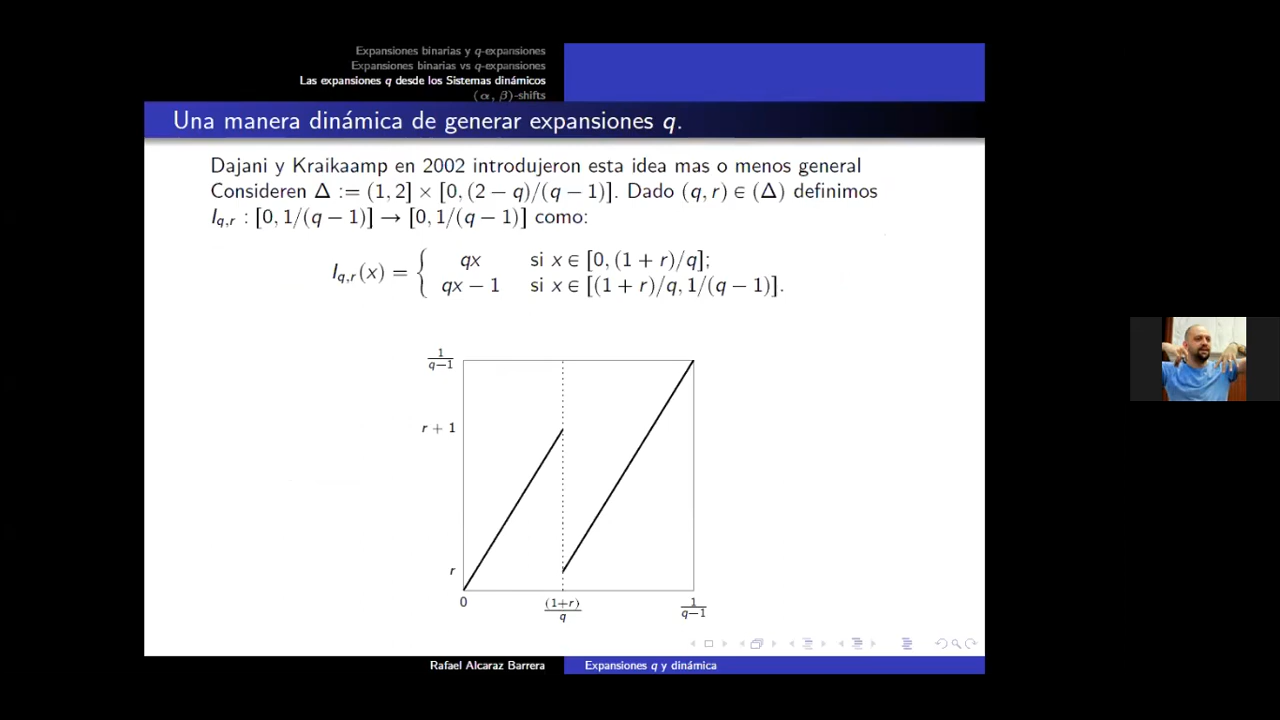 Expansiones binarias y q-expansiones
Expansiones binarias vs q-expansiones
Las expansiones q desde los Sistemas dinámicos
(α, β)-shifts
Una manera dinámica de generar expansiones q.
Dajani y Kraikaamp en 2002 introdujeron esta idea mas o menos general
Consideren Δ := (1, 2] × [0, (2 − q)/(q − 1)]. Dado (q, r) ∈ (Δ) definimos
I_{q,r} : [0, 1/(q − 1)] → [0, 1/(q − 1)] como:
I_{q,r}(x) = { qx si x ∈ [0, (1 + r)/q];
qx − 1 si x ∈ [(1 + r)/q, 1/(q − 1)].
1/(q−1)
r + 1
r
0 (1+r)/q 1/(q−1)
Rafael Alcaraz Barrera Expansiones q y dinámica